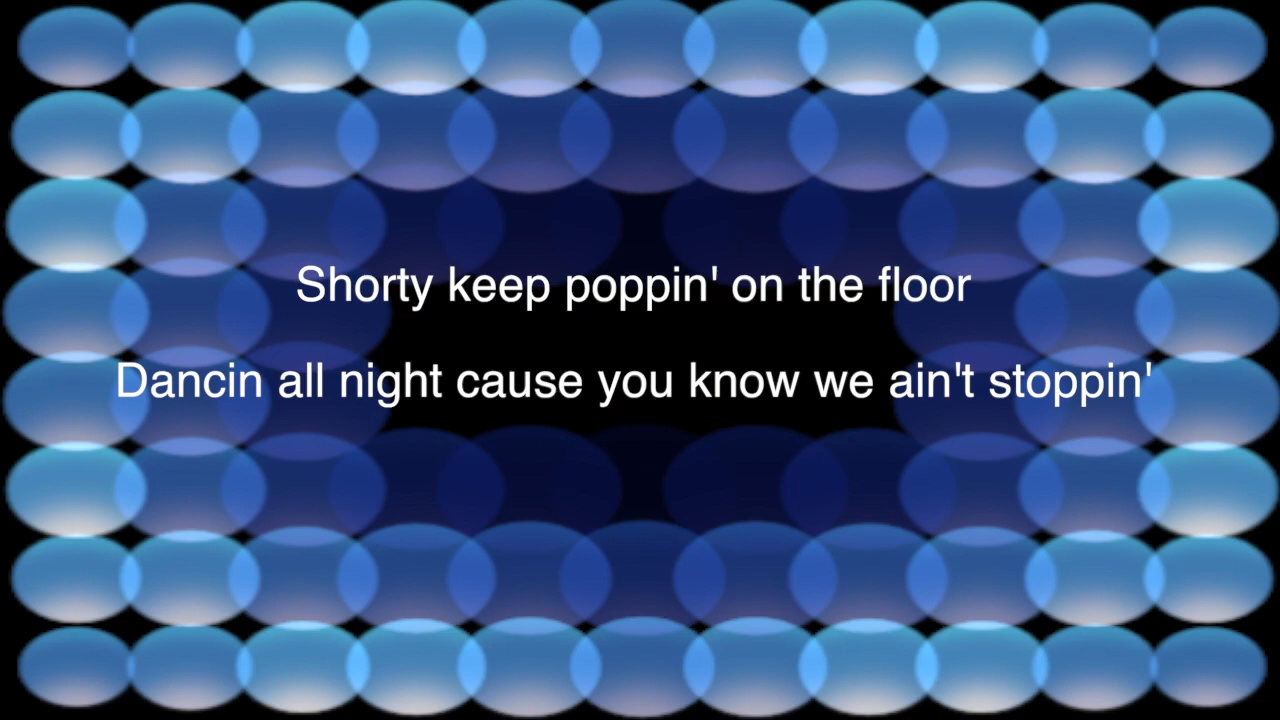 Shorty keep poppin' on the floor
Dancin all night cause you know we ain't stoppin'